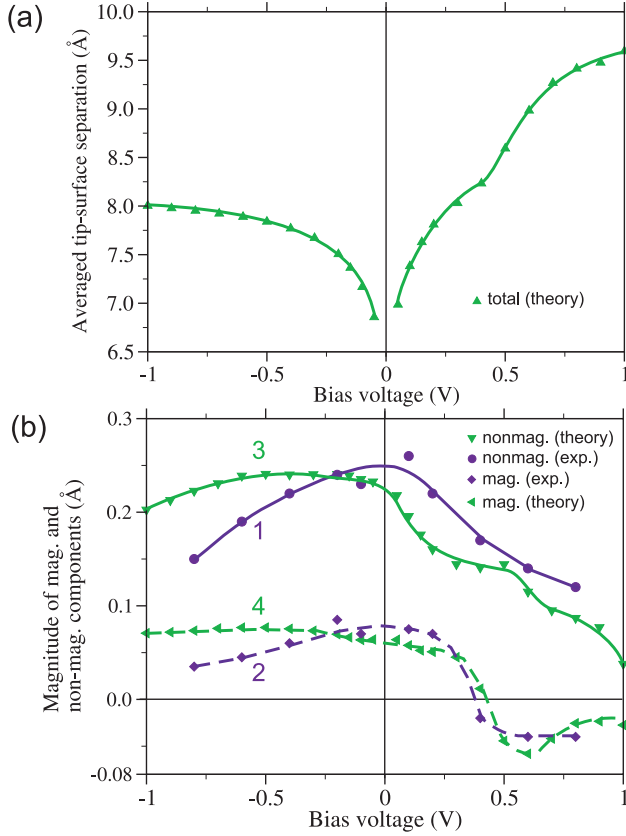 (a)
Averaged tip-surface separation (Å)
10.0
9.5
9.0
8.5
8.0
7.5
7.0
6.5
total (theory)
-1
-0.5
0
0.5
1
Bias voltage (V)
(b)
Magnitude of mag. and
non-mag. components (Å)
0.3
0.2
0.1
0.0
-0.08
3
1
4
2
nonmag. (theory)
nonmag. (exp.)
mag. (exp.)
mag. (theory)
-1
-0.5
0
0.5
1
Bias voltage (V)